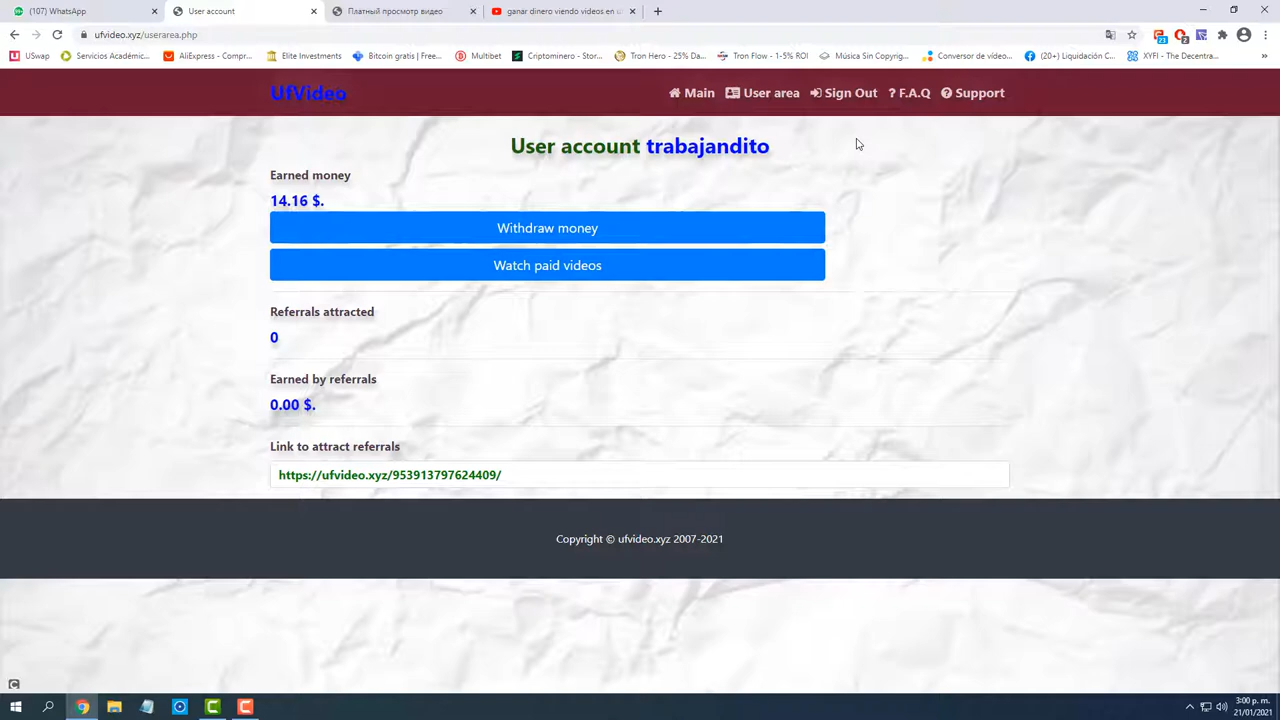 (107) WhatsApp
User account
Платный просмотр видео
ganar dinero viendo videos en u
ufvideo.xyz/userarea.php
23
2
USwap
Servicios Académic...
AliExpress - Compr...
Elite Investments
Bitcoin gratis | Free...
Multibet
Criptominero - Stor...
Tron Hero - 25% Da...
Tron Flow - 1-5% ROI
Música Sin Copyrig...
Conversor de vídeo...
(20+) Liquidación C...
XYFI - The Decentra...
UfVideo
Main
User area
Sign Out
? F.A.Q
Support
User account trabajandito
Earned money
14.16 $.
Withdraw money
Watch paid videos
Referrals attracted
0
Earned by referrals
0.00 $.
Link to attract referrals
https://ufvideo.xyz/953913797624409/
Copyright © ufvideo.xyz 2007-2021
3:00 p. m.
21/01/2021